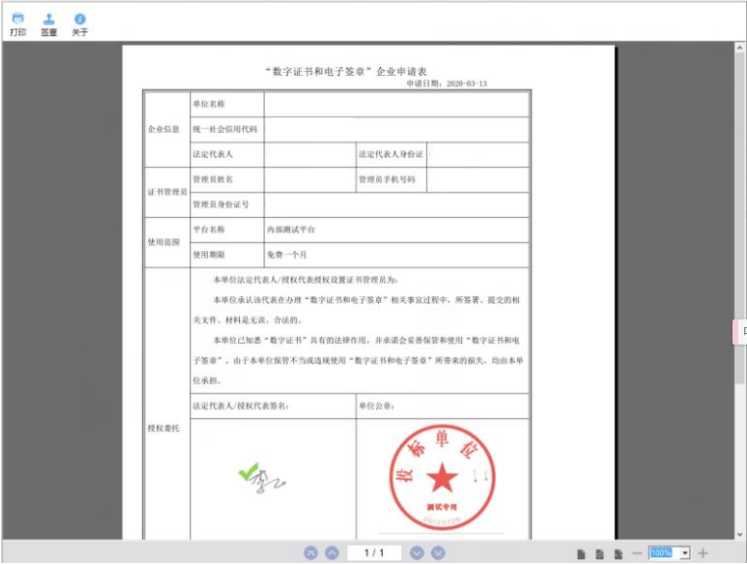 打印 签章 关于
“数字证书和电子签章”企业申请表
申请日期：2020-03-13
企业信息
单位名称
统一社会信用代码
法定代表人 法定代表人身份证
证书管理员
管理员姓名 管理员手机号码
管理员身份证号
使用范围
平台名称 内部测试平台
使用期限 免费一个月
授权委托
本单位法定代表人/授权代表授权设置证书管理员为：
本单位承认该代表在办理“数字证书和电子签章”相关事宜过程中，所签署、提交的相
关文件、材料是无误、合法的。
本单位已知悉“数字证书”具有的法律作用，并承诺会妥善保管和使用“数字证书和电
子签章”。由于本单位保管不当或违规使用“数字证书和电子签章”所带来的损失，均由本单
位承担。
法定代表人/授权代表签名： 单位公章：
李乙
投标单位二
测试专用
1 / 1
100%